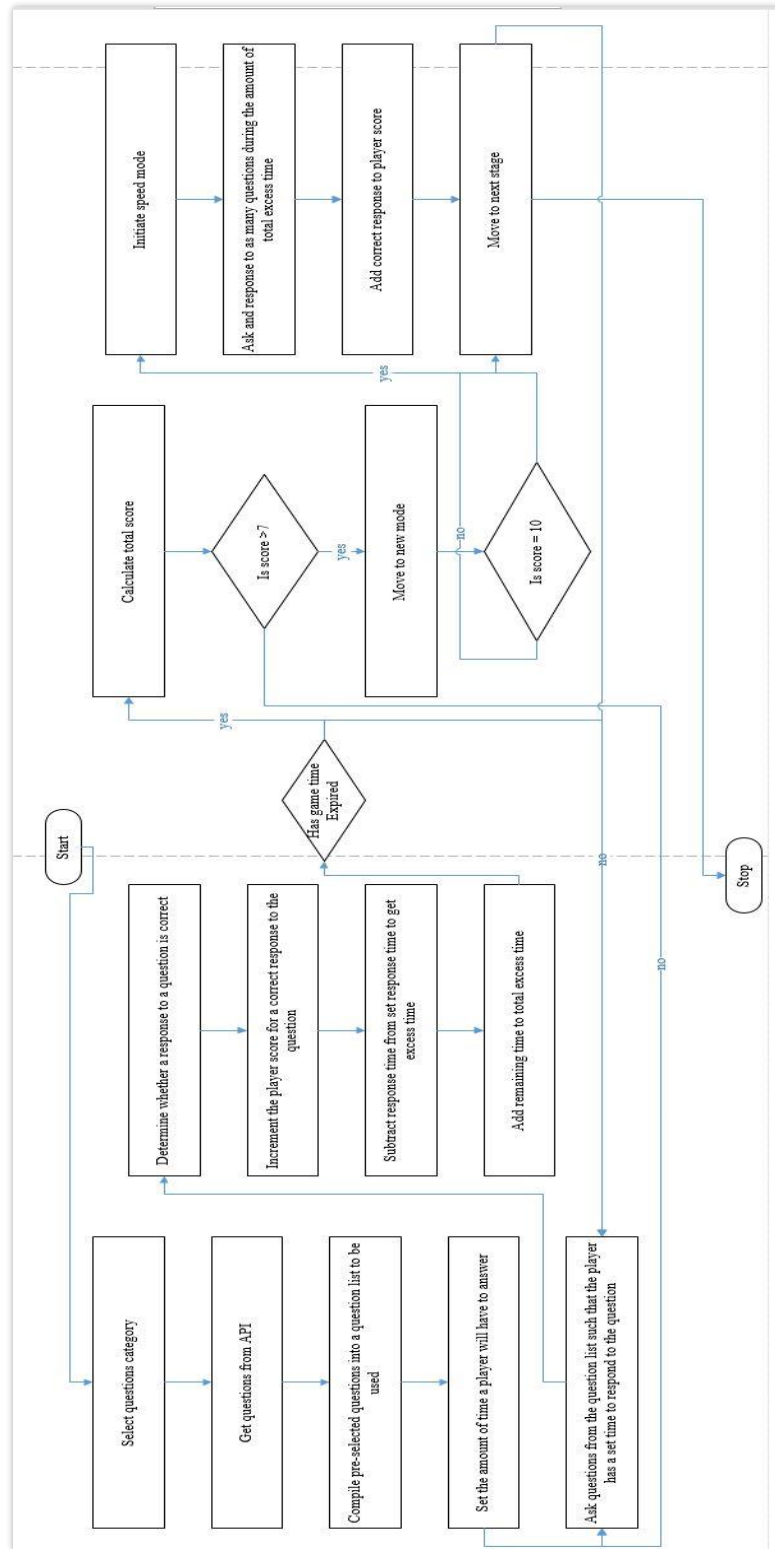 Start
Select questions category
Get questions from API
Compile pre-selected questions into a question list to be
used
Set the amount of time a player will have to answer
Ask questions from the question list such that the player
has a set time to respond to the question
Determine whether a response to a question is correct
Increment the player score for a correct response to the
question
Subtract response time from set response time to get
excess time
Add remaining time to total excess time
Has game time
Expired
yes
no
Calculate total score
Is score >7
yes
no
Move to new mode
Is score = 10
no
yes
Initiate speed mode
Ask and response to as many questions during the amount of
total excess time
Add correct response to player score
Move to next stage
Stop